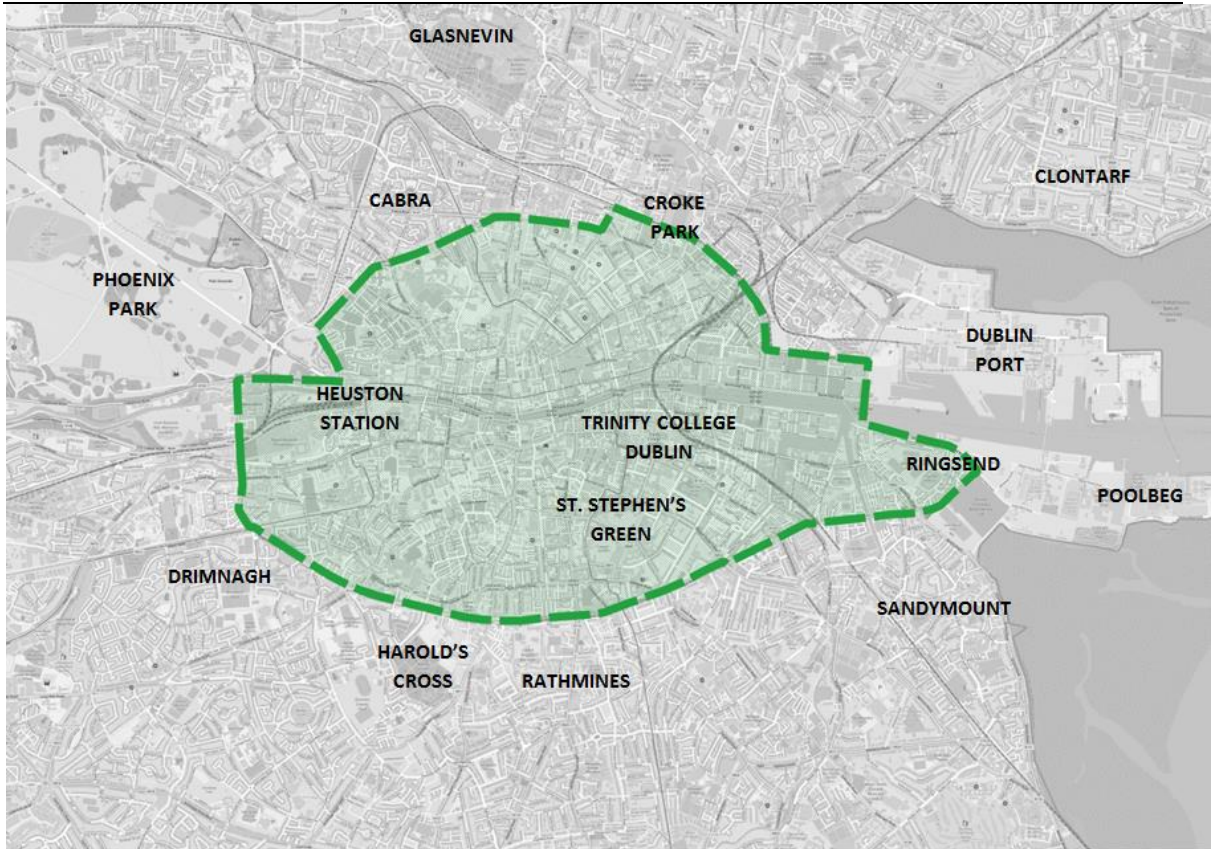 GLASNEVIN
CLONTARF
CABRA
CROKE
PARK
PHOENIX
PARK
DUBLIN
PORT
HEUSTON
STATION
TRINITY COLLEGE
DUBLIN
RINGSEND
POOLBEG
ST. STEPHEN'S
GREEN
DRIMNAGH
SANDYMOUNT
HAROLD'S
CROSS
RATHMINES